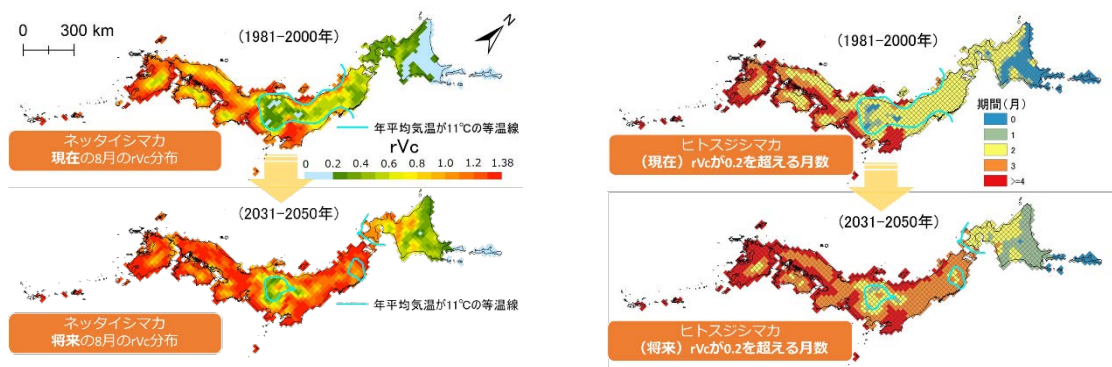 0 300 km
N
(1981-2000年)
年平均気温が11℃の等温線
rVc
0 0.2 0.4 0.6 0.8 1.0 1.2 1.38
ネッタイシマカ
現在の8月のrVc分布
(2031-2050年)
年平均気温が11℃の等温線
ネッタイシマカ
将来の8月のrVc分布
(1981-2000年)
期間(月)
0
1
2
3
>=4
ヒトスジシマカ
(現在) rVcが0.2を超える月数
(2031-2050年)
ヒトスジシマカ
(将来) rVcが0.2を超える月数